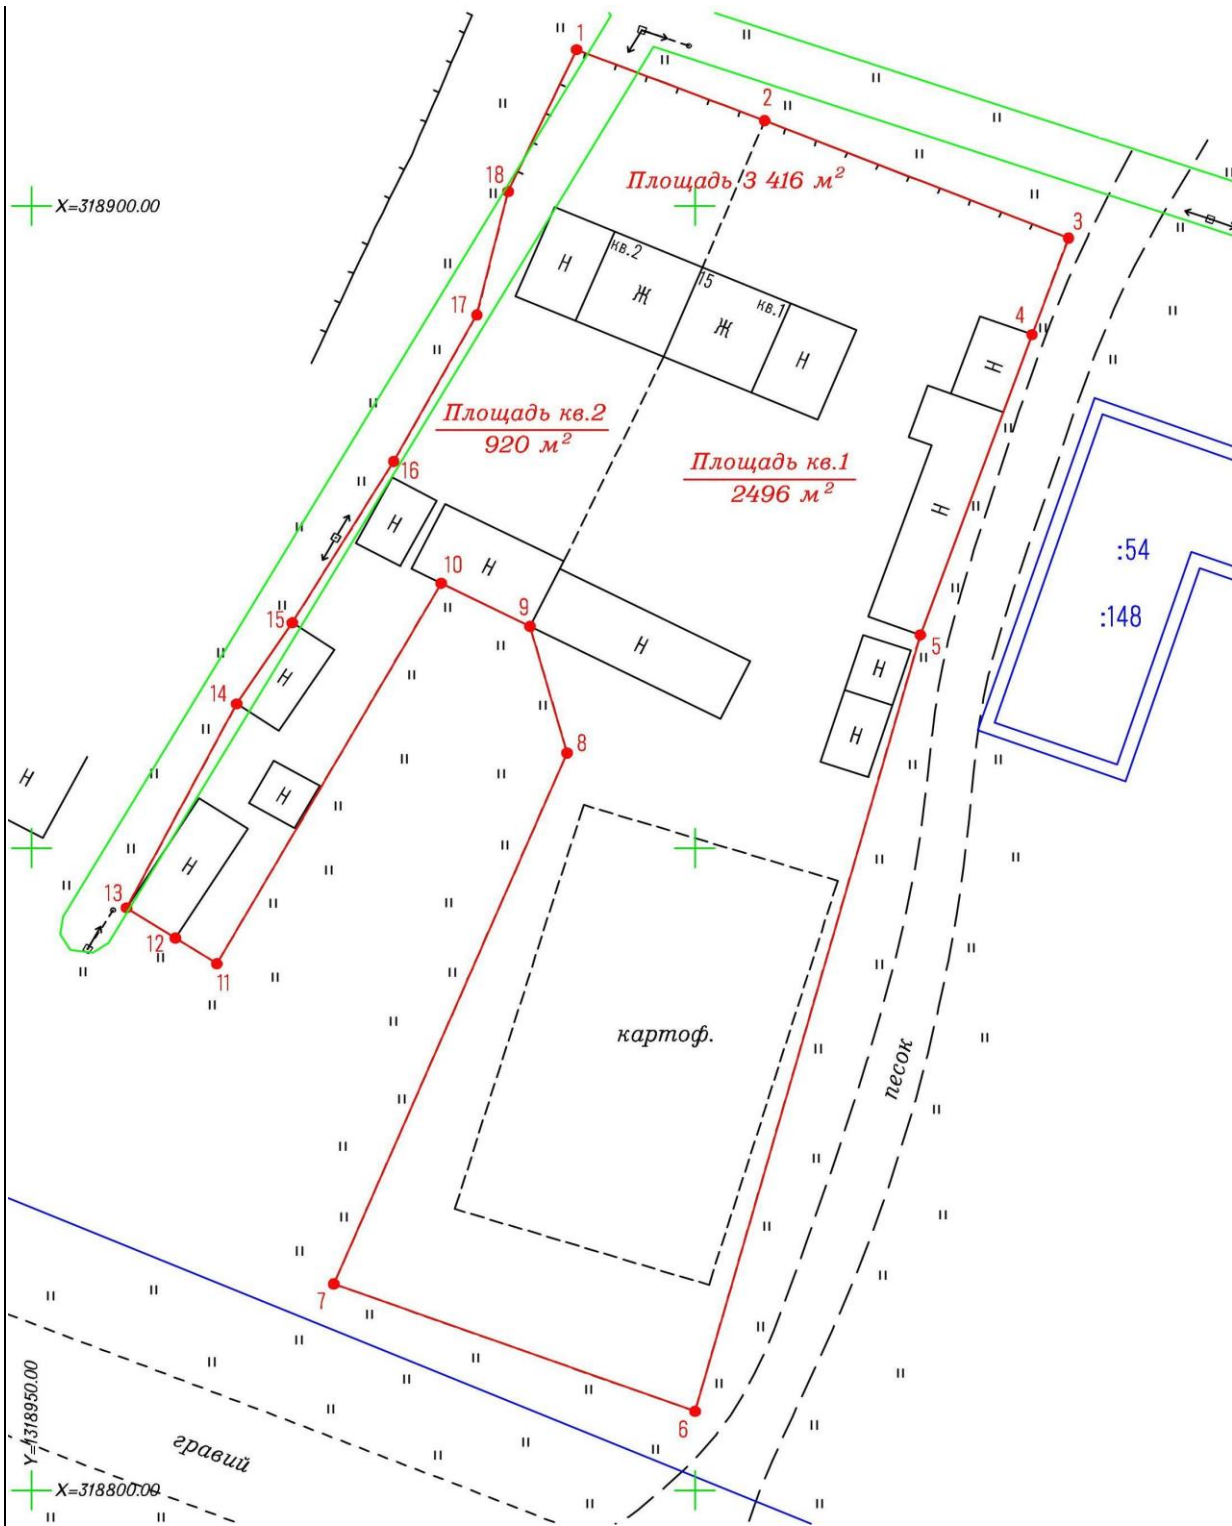 1
2
18
Площадь 3 416 м²
X=318900.00
3
кв.2
Н
15
кв.1
Ж
Ж
Н
17
4
Н
Площадь кв.2
920 м²
Площадь кв.1
2496 м²
16
Н
Н
Н
:54
10
Н
9
15
:148
5
Н
Н
Н
14
8
Н
Н
Н
Н
13
12
11
картоф.
песок
7
6
Y=1318950.00
гравий
X=318800.00